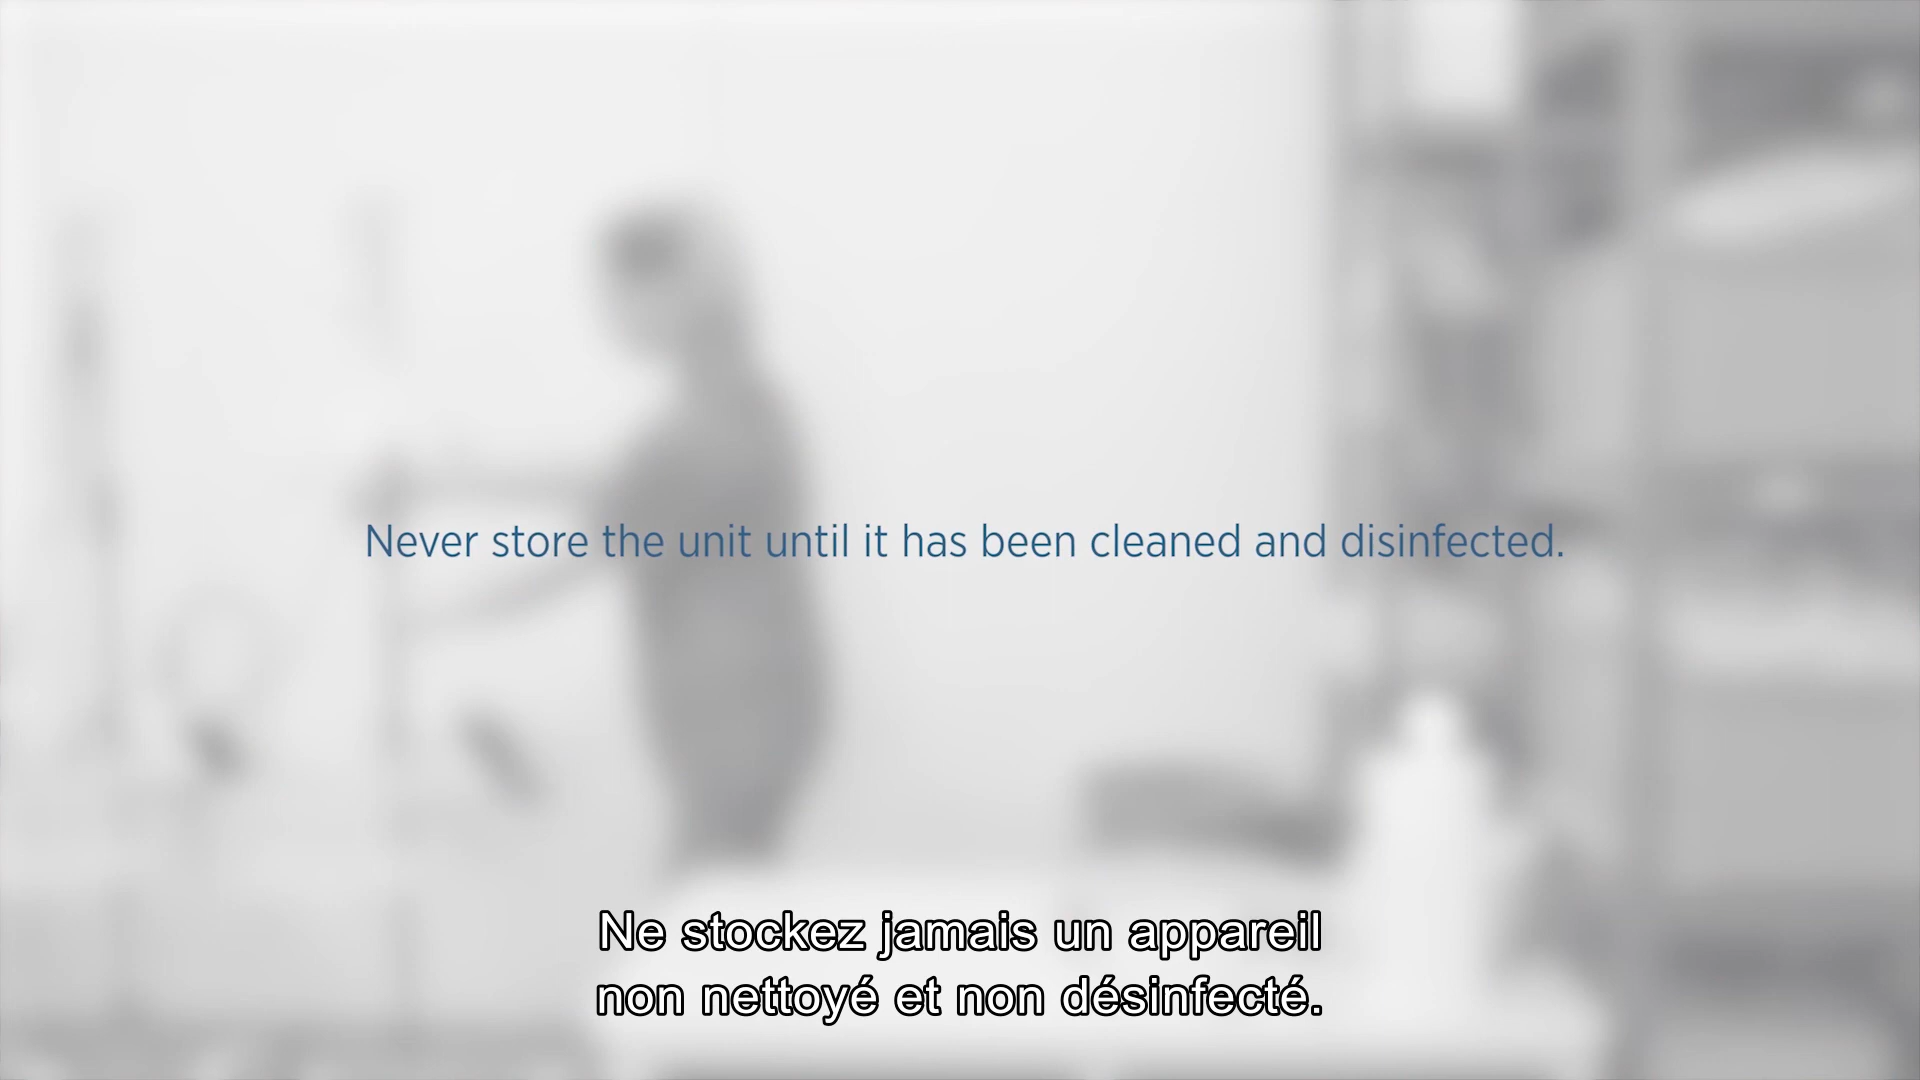 Never store the unit until it has been cleaned and disinfected.
Ne stockez jamais un appareil
non nettoyé et non désinfecté.